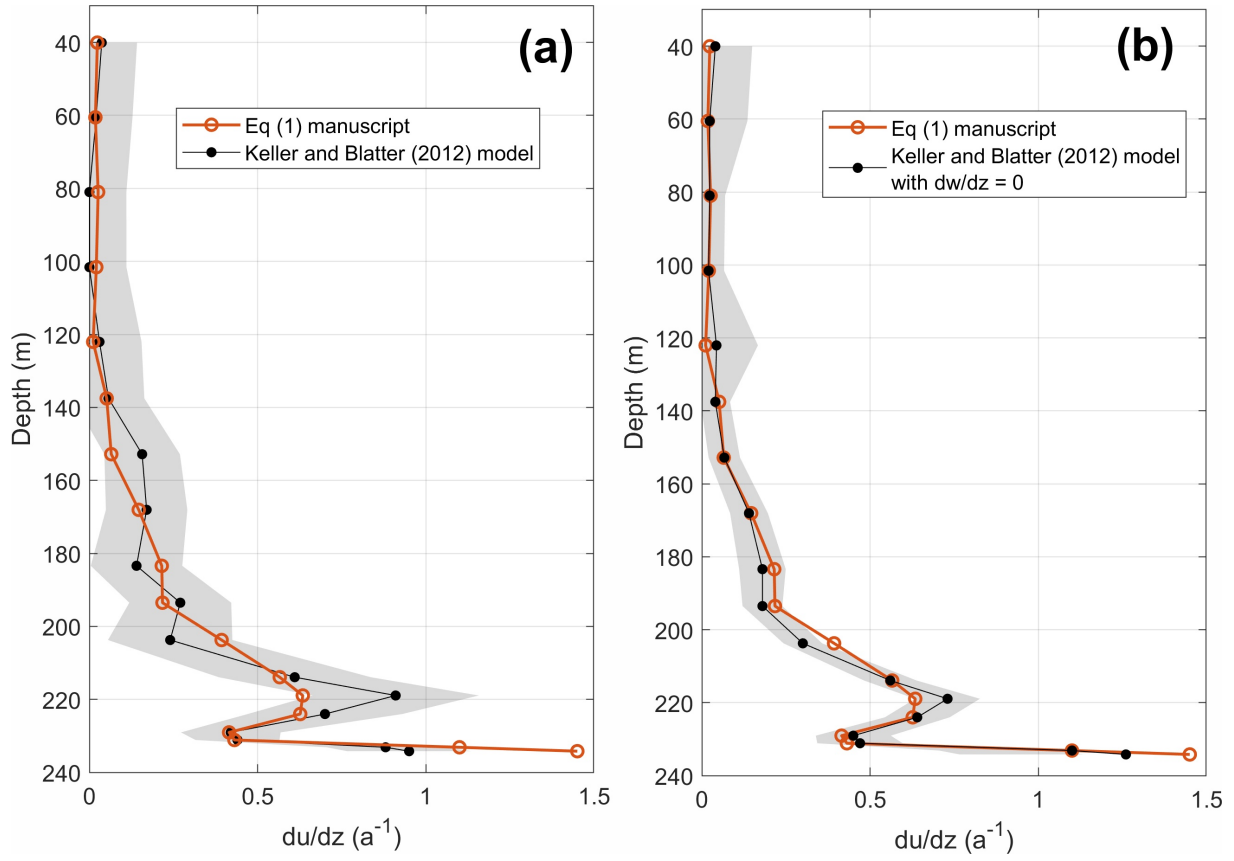 (a)
Eq (1) manuscript
Keller and Blatter (2012) model
40
60
80
100
120
140
160
180
200
220
240
Depth (m)
0
0.5
1
1.5
du/dz (a⁻¹)
(b)
Eq (1) manuscript
Keller and Blatter (2012) model
with dw/dz = 0
40
60
80
100
120
140
160
180
200
220
240
Depth (m)
0
0.5
1
1.5
du/dz (a⁻¹)